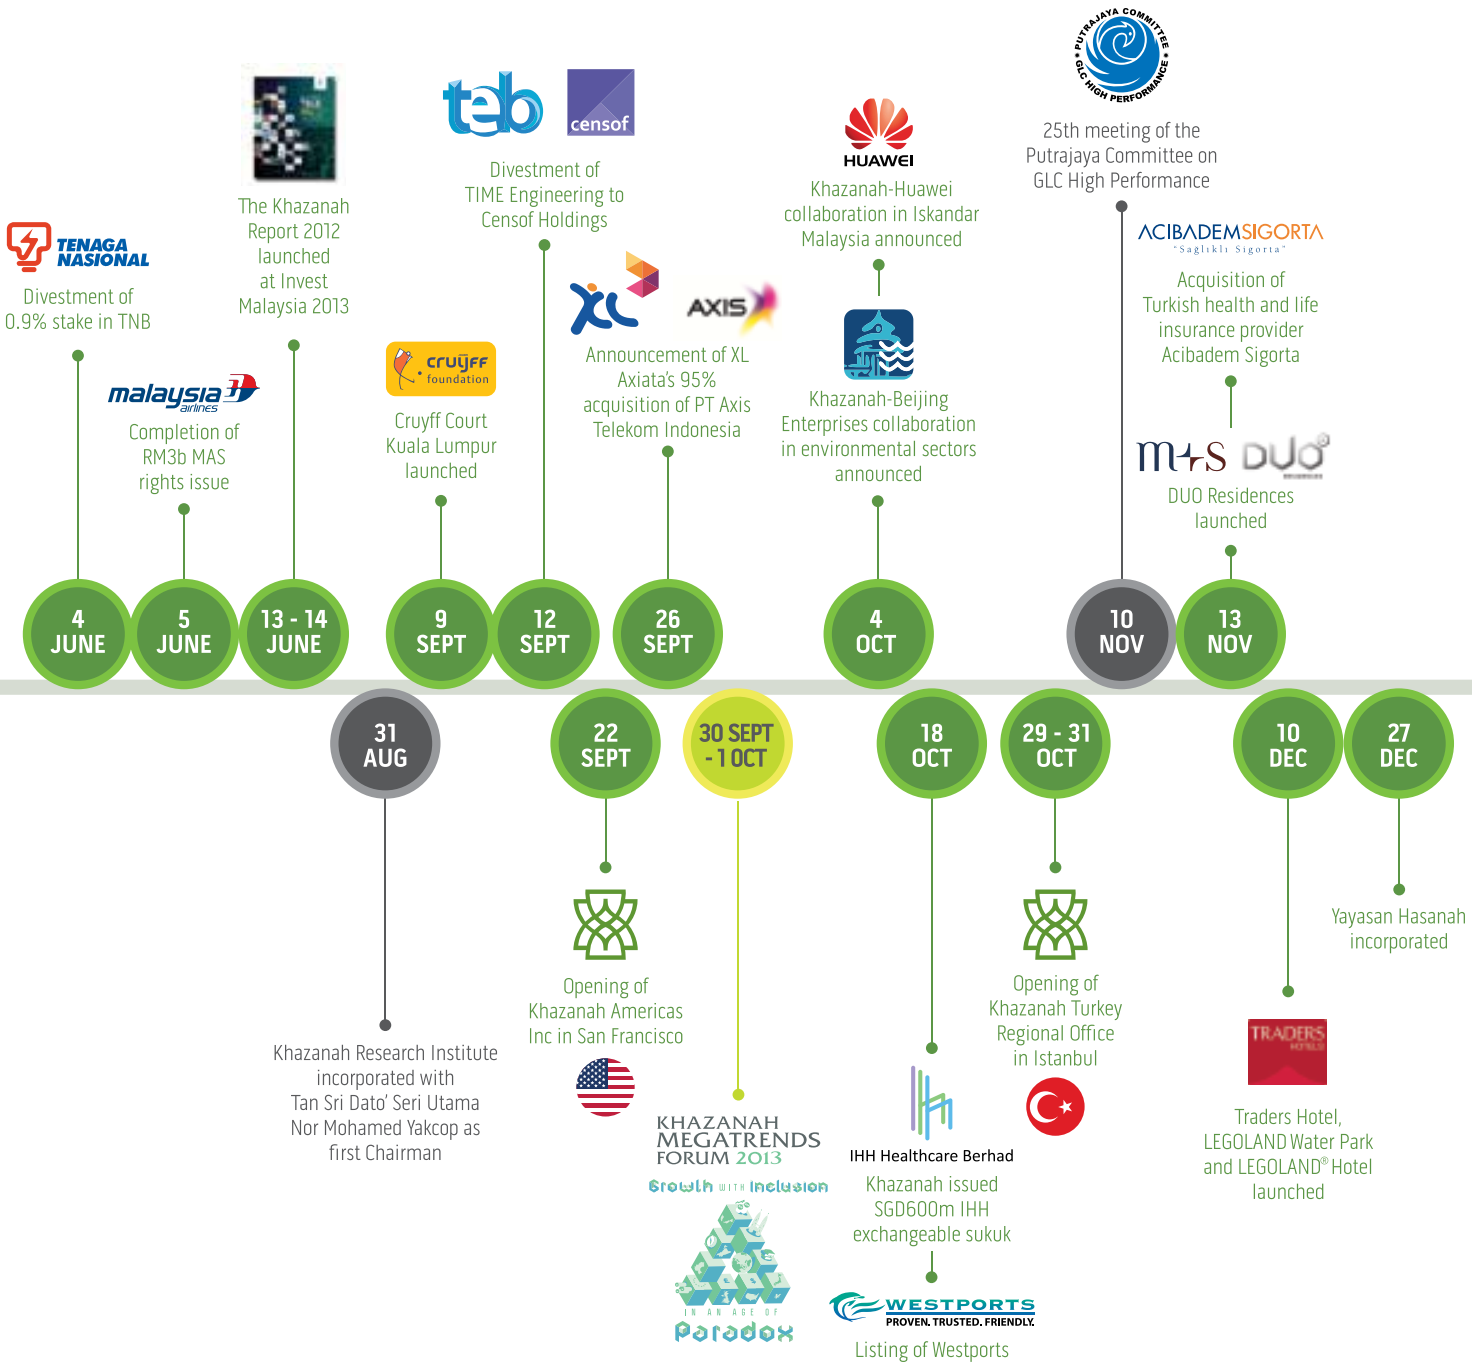 TENAGA
NASIONAL
Divestment of
0.9% stake in TNB
4
JUNE
malaysia
airlines
Completion of
RM3b MAS
rights issue
5
JUNE
The Khazanah
Report 2012
launched
at Invest
Malaysia 2013
13 - 14
JUNE
31
AUG
Khazanah Research Institute
incorporated with
Tan Sri Dato' Seri Utama
Nor Mohamed Yakcop as
first Chairman
cruyff
foundation
Cruyff Court
Kuala Lumpur
launched
9
SEPT
teb
censof
Divestment of
TIME Engineering to
Censof Holdings
12
SEPT
22
SEPT
Opening of
Khazanah Americas
Inc in San Francisco
XL
AXIS
Announcement of XL
Axiata's 95%
acquisition of PT Axis
Telekom Indonesia
26
SEPT
30 SEPT
- 1 OCT
KHAZANAH
MEGATRENDS
FORUM 2013
Growth WITH Inclusion
IN AN AGE OF
Paradox
HUAWEI
Khazanah-Huawei
collaboration in Iskandar
Malaysia announced
Khazanah-Beijing
Enterprises collaboration
in environmental sectors
announced
4
OCT
18
OCT
IHH Healthcare Berhad
Khazanah issued
SGD600m IHH
exchangeable sukuk
WESTPORTS
PROVEN. TRUSTED. FRIENDLY.
Listing of Westports
29 - 31
OCT
Opening of
Khazanah Turkey
Regional Office
in Istanbul
PUTRAJAYA COMMITTEE
GLC HIGH PERFORMANCE
25th meeting of the
Putrajaya Committee on
GLC High Performance
10
NOV
ACIBADEMSIGORTA
"Sağlıklı Sigorta"
Acquisition of
Turkish health and life
insurance provider
Acibadem Sigorta
M+S
DUO
DUO Residences
launched
13
NOV
10
DEC
TRADERS
HOTELS
Traders Hotel,
LEGOLAND Water Park
and LEGOLAND® Hotel
launched
27
DEC
Yayasan Hasanah
incorporated